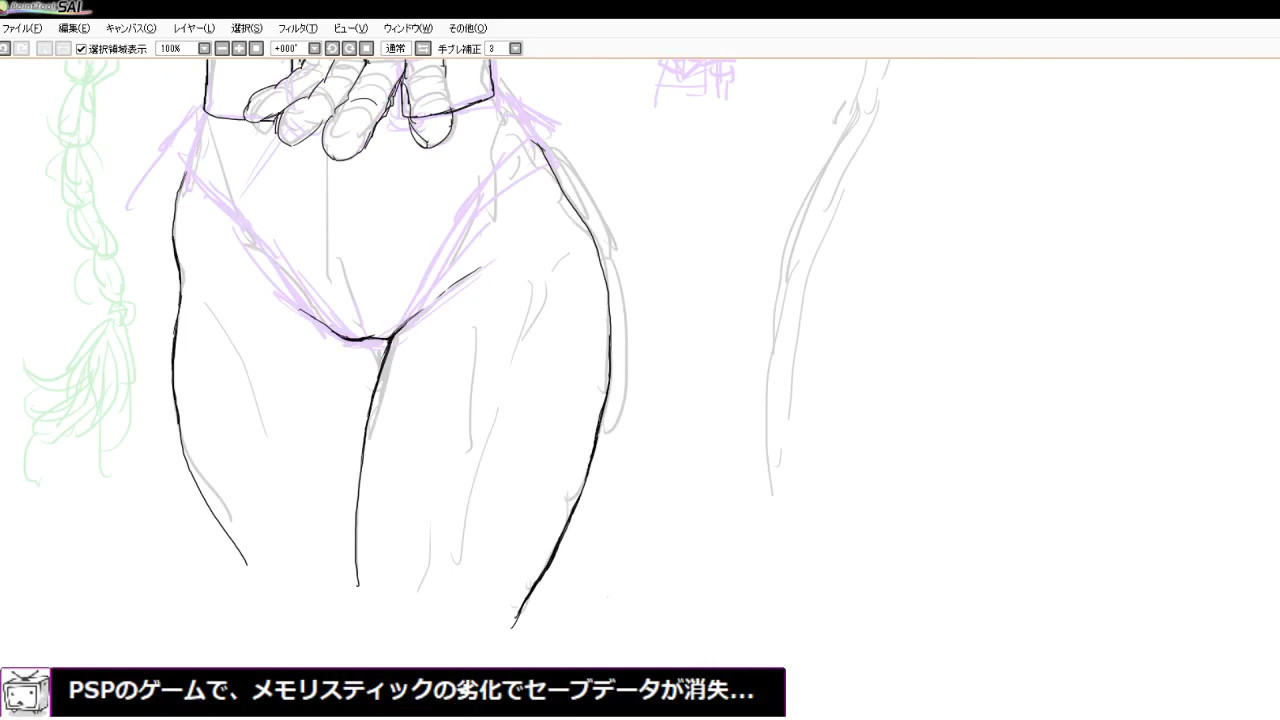 PaintTool SAI
ファイル(F) 編集(E) キャンバス(C) レイヤー(L) 選択(S) フィルタ(T) ビュー(V) ウィンドウ(W) その他(O)
選択領域表示 100% +000° 通常 手ブレ補正 3
PSPのゲームで、メモリスティックの劣化でセーブデータが消失...